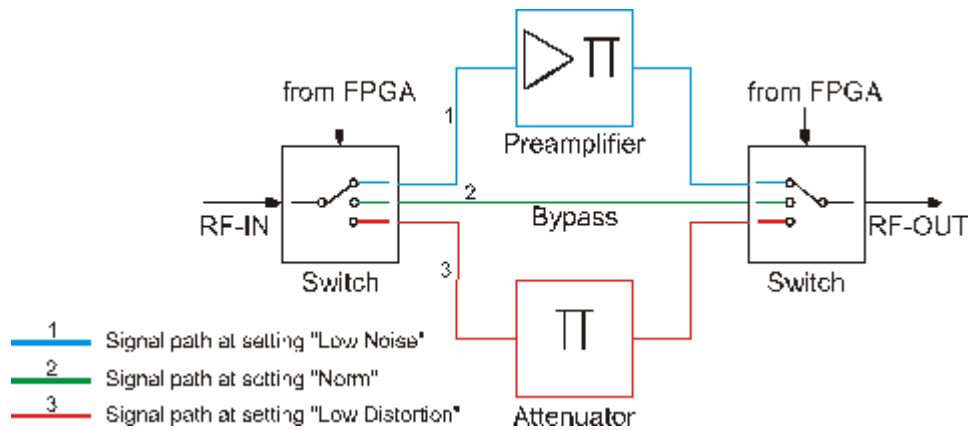 from FPGA
1
Preamplifier
from FPGA
RF-IN
2
Bypass
RF-OUT
Switch
3
Switch
1 Signal path at setting "Low Noise"
2 Signal path at setting "Norm"
3 Signal path at setting "Low Distortion"
Attenuator